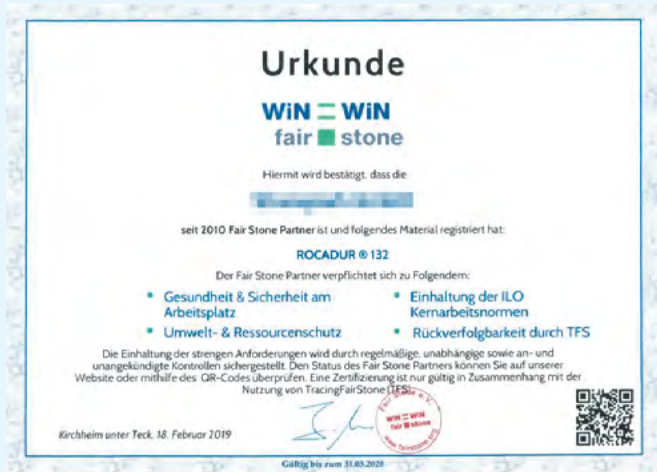 Urkunde
WiN WiN
fair stone
Hiermit wird bestätigt, dass die
seit 2010 Fair Stone Partner ist und folgendes Material registriert hat:
ROCADUR ® 132
Der Fair Stone Partner verpflichtet sich zu Folgendem:
Gesundheit & Sicherheit am
Arbeitsplatz
Umwelt- & Ressourcenschutz
Einhaltung der ILO
Kernarbeitsnormen
Rückverfolgbarkeit durch TFS
Die Einhaltung der strengen Anforderungen wird durch regelmäßige, unabhängige sowie an- und
unangekündigte Kontrollen sichergestellt. Den Status des Fair Stone Partners können Sie auf unserer
Website oder mithilfe des QR-Codes überprüfen. Eine Zertifizierung ist nur gültig in Zusammenhang mit der
Nutzung von TracingFairStone (TFS).
Fair Stone e.V.
WiN WiN
fair stone
www.fairstone.org
Kirchheim unter Teck, 18. Februar 2019
Gültig bis zum 31.03.2020